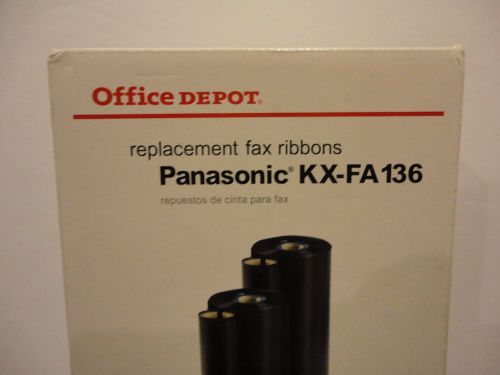 Office DEPOT®
replacement fax ribbons
Panasonic® KX-FA136
repuestos de cinta para fax